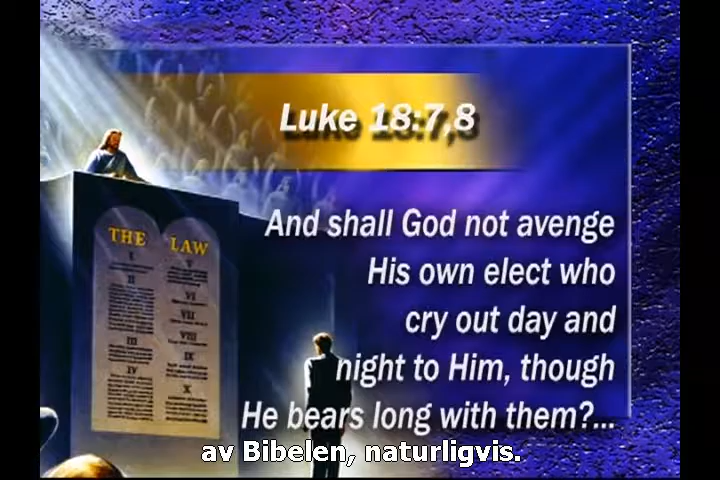 Luke 18:7,8
And shall God not avenge
His own elect who
cry out day and
night to Him, though
He bears long with them?...
THE LAW
I
II
III
IV
V
VI
VII
VIII
IX
X
av Bibelen, naturligvis.